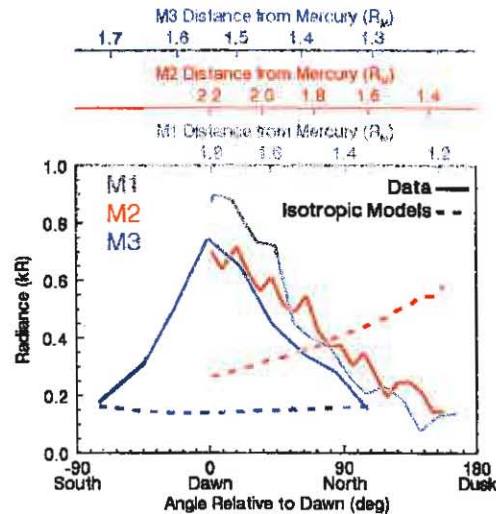 M3 Distance from Mercury (R_M)
1.7 1.6 1.5 1.4 1.3
M2 Distance from Mercury (R_M)
2.2 2.0 1.8 1.6 1.4
M1 Distance from Mercury (R_M)
1.8 1.6 1.4 1.2
1.0
0.8
0.6
0.4
0.2
0.0
Radiance (kR)
M1
M2
M3
Data
Isotropic Models
-90 0 90 180
South Dawn North Dusk
Angle Relative to Dawn (deg)